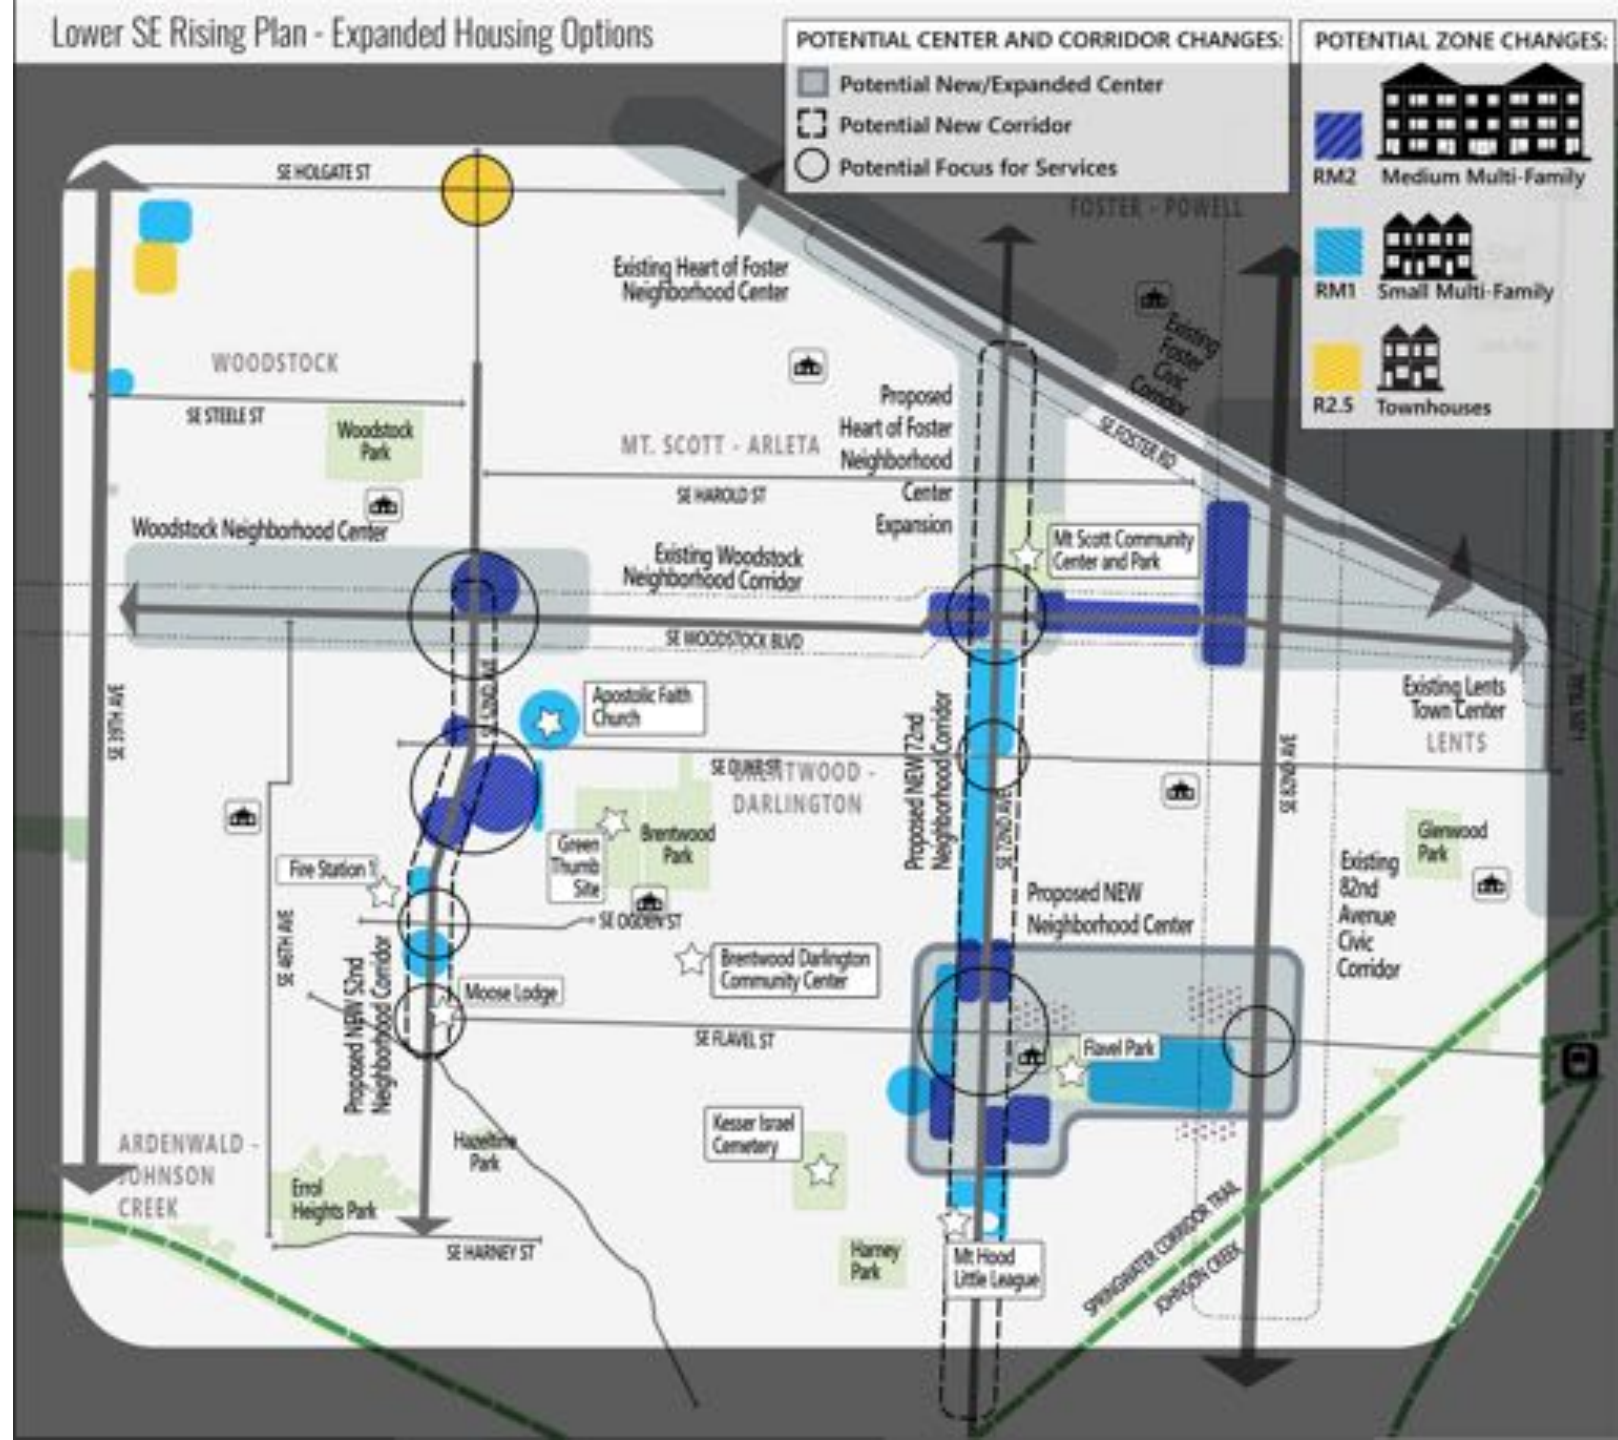 Lower SE Rising Plan - Expanded Housing Options
POTENTIAL CENTER AND CORRIDOR CHANGES:
Potential New/Expanded Center
Potential New Corridor
Potential Focus for Services
POTENTIAL ZONE CHANGES:
RM2 Medium Multi-Family
RM1 Small Multi-Family
R2.5 Townhouses
SE HOLGATE ST
FOSTER - POWELL
Existing Heart of Foster
Neighborhood Center
Existing
Foster
Civic
Corridor
WOODSTOCK
SE STEELE ST
Woodstock
Park
MT. SCOTT - ARLETA
Proposed
Heart of Foster
Neighborhood
Center
Expansion
SE FOSTER RD
SE HAROLD ST
Woodstock Neighborhood Center
Existing Woodstock
Neighborhood Corridor
Mt Scott Community
Center and Park
SE WOODSTOCK BLVD
SE 39TH AVE
SE 52ND AVE
Apostolic Faith
Church
Proposed NEW 72nd
Neighborhood Corridor
SE 72ND AVE
SE 82ND AVE
Existing Lents
Town Center
LENTS
SE DUKE ST
BRENTWOOD -
DARLINGTON
Green
Thumb
Site
Brentwood
Park
Glenwood
Park
Fire Station 1
Existing
82nd
Avenue
Civic
Corridor
SE 46TH AVE
SE OGDEN ST
Proposed NEW
Neighborhood Center
Proposed NEW 52nd
Neighborhood Corridor
Brentwood Darlington
Community Center
Moose Lodge
SE FLAVEL ST
Flavel Park
Kesser Israel
Cemetery
ARDENWALD -
JOHNSON
CREEK
Hazeltine
Park
Errol
Heights Park
SE HARNEY ST
Harney
Park
Mt Hood
Little League
SPRINGWATER CORRIDOR TRAIL
JOHNSON CREEK